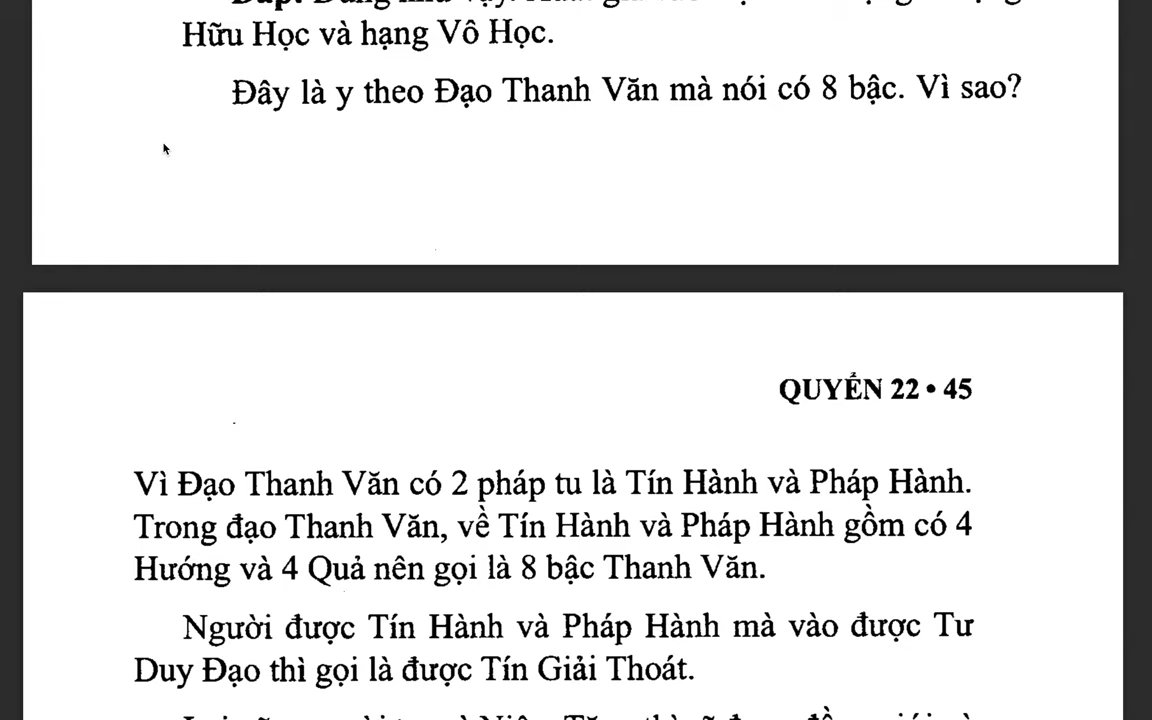 Hữu Học và hạng Vô Học.
Đây là y theo Đạo Thanh Văn mà nói có 8 bậc. Vì sao?
QUYỂN 22 • 45
Vì Đạo Thanh Văn có 2 pháp tu là Tín Hành và Pháp Hành.
Trong đạo Thanh Văn, về Tín Hành và Pháp Hành gồm có 4
Hướng và 4 Quả nên gọi là 8 bậc Thanh Văn.
Người được Tín Hành và Pháp Hành mà vào được Tư
Duy Đạo thì gọi là được Tín Giải Thoát.